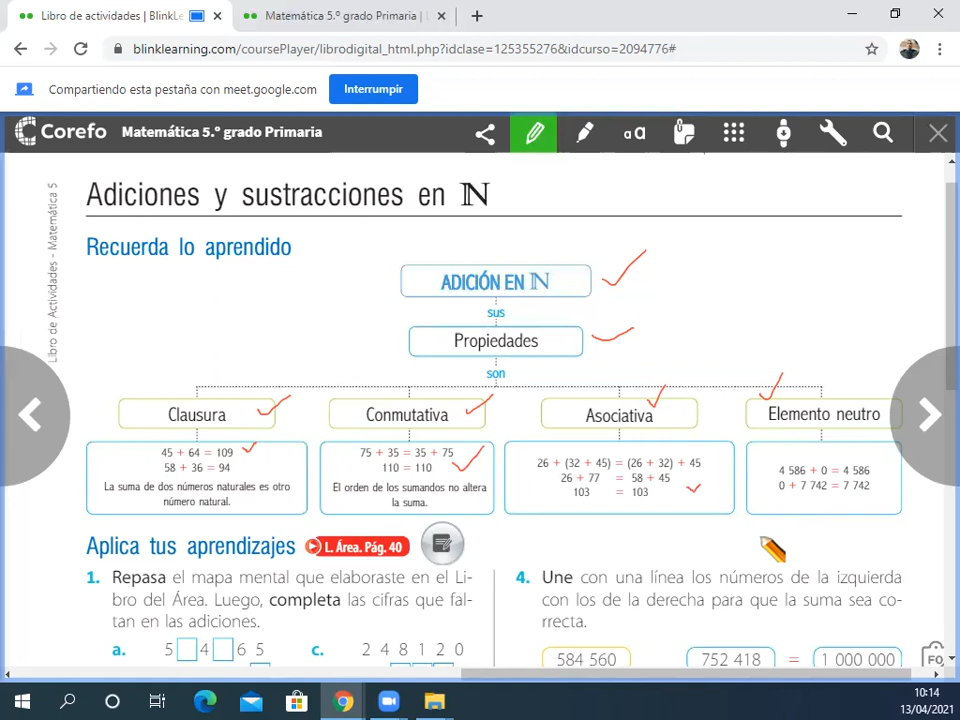 Libro de actividades | BlinkLe
Matemática 5.º grado Primaria | L
blinklearning.com/coursePlayer/librodigital_html.php?idclase=125355276&idcurso=2094776#
Compartiendo esta pestaña con meet.google.com
Interrumpir
Corefo
Matemática 5.º grado Primaria
aa
Libro de Actividades - Matemática 5
Adiciones y sustracciones en ℕ
Recuerda lo aprendido
ADICIÓN EN ℕ
sus
Propiedades
son
Clausura
Conmutativa
Asociativa
Elemento neutro
45 + 64 = 109
58 + 36 = 94
La suma de dos números naturales es otro
número natural.
75 + 35 = 35 + 75
110 = 110
El orden de los sumandos no altera
la suma.
26 + (32 + 45) = (26 + 32) + 45
26 + 77 = 58 + 45
103 = 103
4 586 + 0 = 4 586
0 + 7 742 = 7 742
Aplica tus aprendizajes
L. Área. Pág. 40
1. Repasa el mapa mental que elaboraste en el Li-
bro del Área. Luego, completa las cifras que fal-
tan en las adiciones.
a. 5 4 6 5
c. 2 4 8 1 2 0
4. Une con una línea los números de la izquierda
con los de la derecha para que la suma sea co-
rrecta.
584 560
752 418 = 1 000 000
FO
10:14
13/04/2021